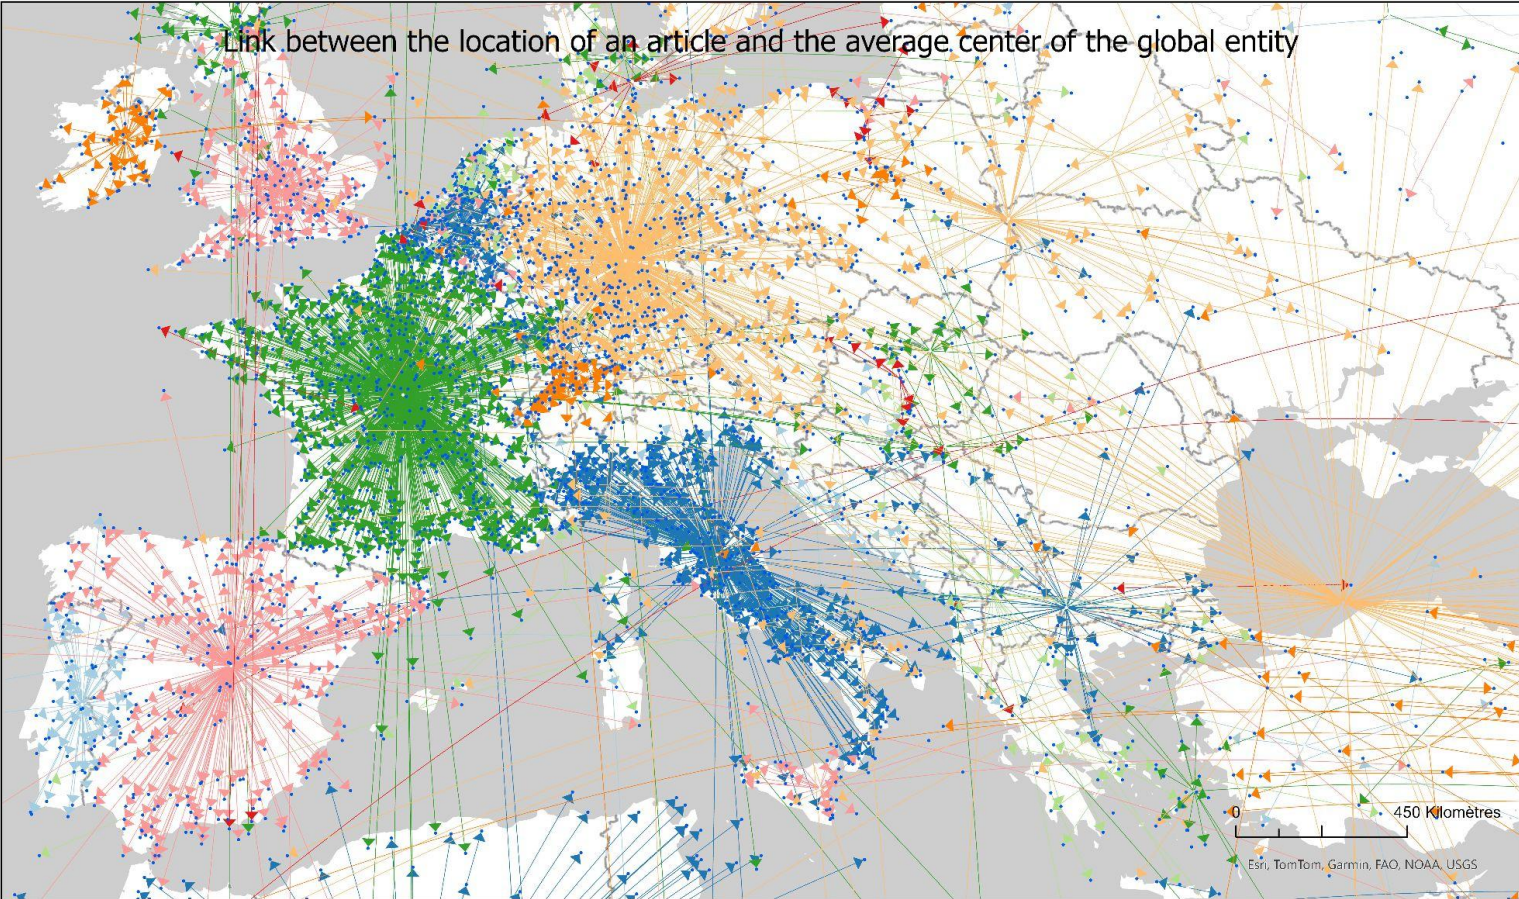 Link between the location of an article and the average center of the global entity
0 450 Kilomètres
Esri, TomTom, Garmin, FAO, NOAA, USGS